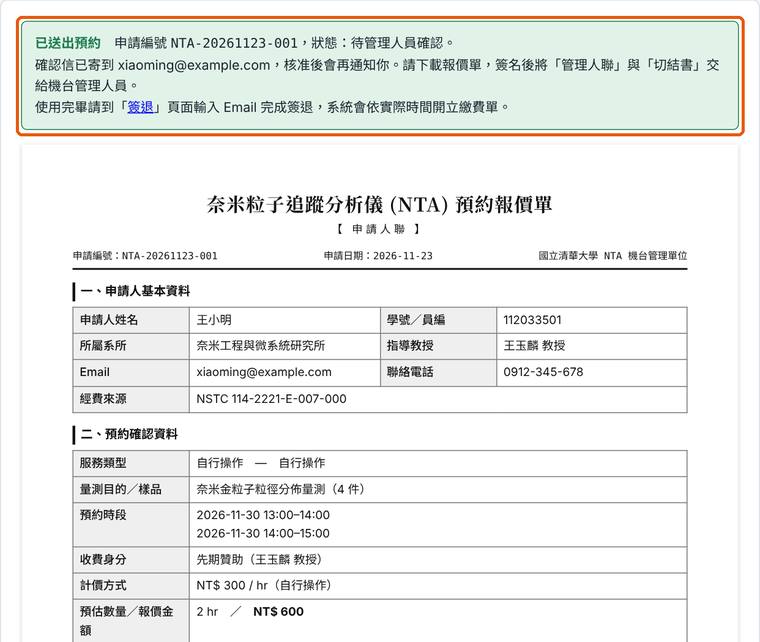 已送出預約 申請編號 NTA-20261123-001，狀態：待管理人員確認。
確認信已寄到 xiaoming@example.com，核准後會再通知你。請下載報價單，簽名後將「管理人聯」與「切結書」交
給機台管理人員。
使用完畢請到「簽退」頁面輸入 Email 完成簽退，系統會依實際時間開立繳費單。
奈米粒子追蹤分析儀 (NTA) 預約報價單
【 申請人聯 】
申請編號：NTA-20261123-001 申請日期：2026-11-23 國立清華大學 NTA 機台管理單位
一、申請人基本資料
申請人姓名 王小明 學號／員編 112033501
所屬系所 奈米工程與微系統研究所 指導教授 王玉麟 教授
Email xiaoming@example.com 聯絡電話 0912-345-678
經費來源 NSTC 114-2221-E-007-000
二、預約確認資料
服務類型 自行操作 — 自行操作
量測目的／樣品 奈米金粒子粒徑分佈量測（4 件）
預約時段 2026-11-30 13:00–14:00
2026-11-30 14:00–15:00
收費身分 先期贊助（王玉麟 教授）
計價方式 NT$ 300 / hr（自行操作）
預估數量／報價金 2 hr ／ NT$ 600
額